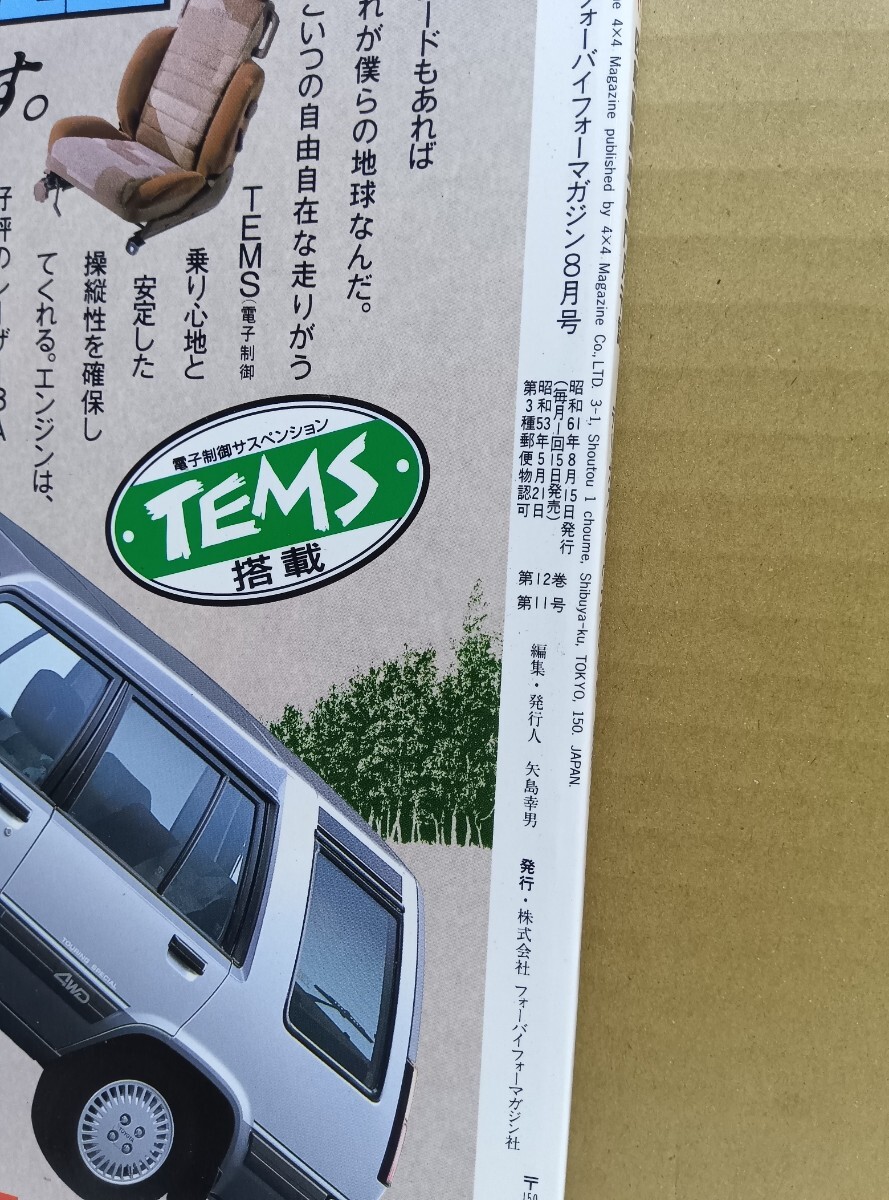 す。
ードもあれば
れが僕らの地球なんだ。
こいつの自由自在な走りがう
TEMS(電子制御
乗り心地と
安定した
操縦性を確保し
てくれる。エンジンは、
電子制御サスペンション
TEMS
搭載
TOURING SPECIAL
4WD
TOYOTA
4×4 Magazine published by 4×4 Magazine Co., LTD. 3-1, Shoutou 1 choume, Shibuya-ku, TOKYO, 150. JAPAN.
フォーバイフォーマガジン8月号
昭和61年8月15日発行
(毎月1回15日発売)
昭和53年5月21日
第3種郵便物認可
第12巻
第11号
編集・発行人 矢島幸男
発行・株式会社 フォーバイフォーマガジン社
〒
150